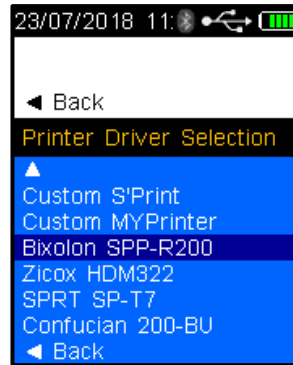 23/07/2018 11:
◄ Back
Printer Driver Selection
Custom S'Print
Custom MYPrinter
Bixolon SPP-R200
Zicox HDM322
SPRT SP-T7
Confucian 200-BU
◄ Back